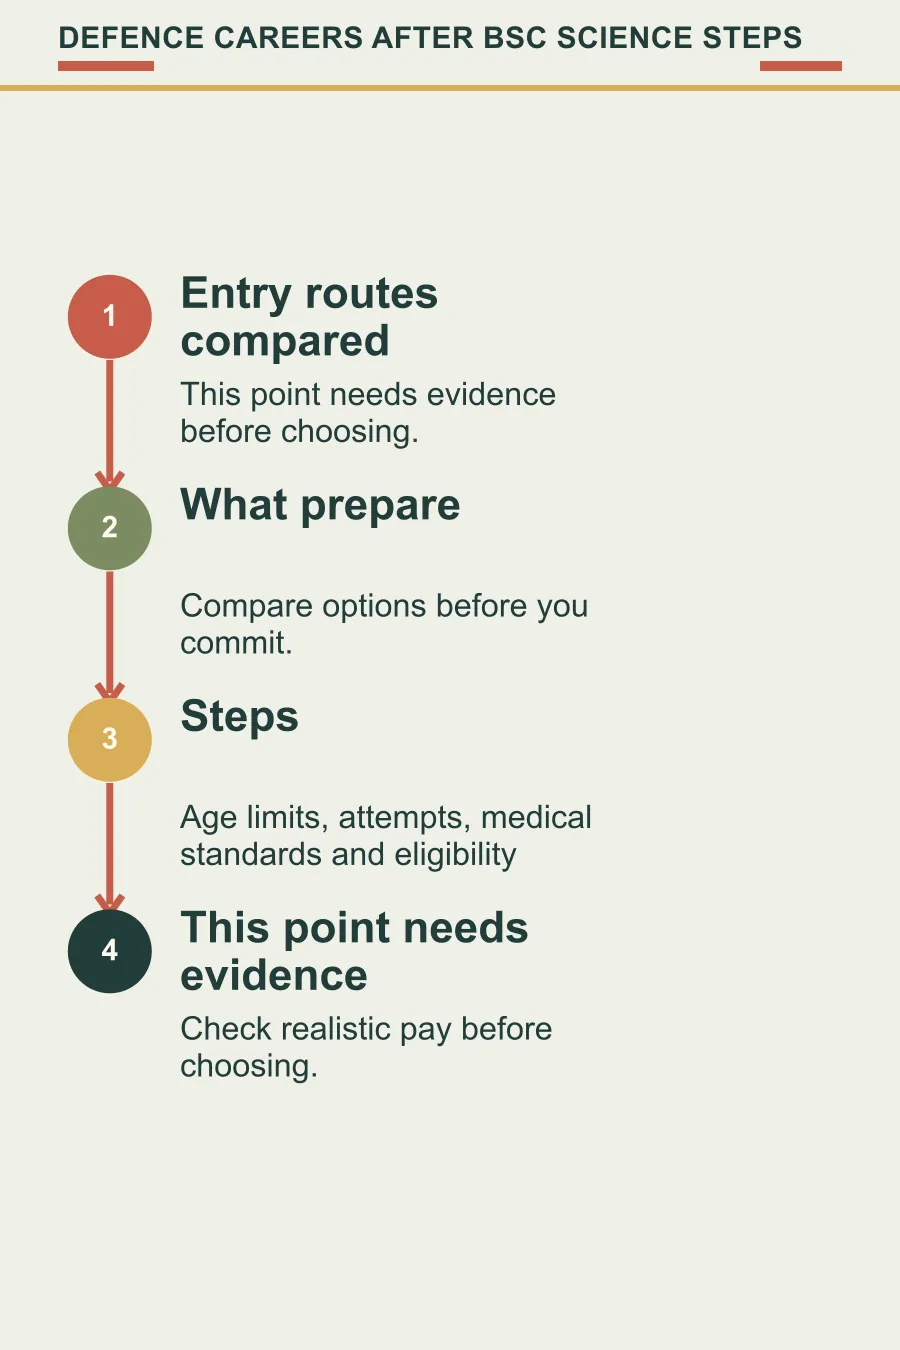 DEFENCE CAREERS AFTER BSC SCIENCE STEPS
1
Entry routes
compared
This point needs evidence
before choosing.
2
What prepare
Compare options before you
commit.
3
Steps
Age limits, attempts, medical
standards and eligibility
4
This point needs
evidence
Check realistic pay before
choosing.